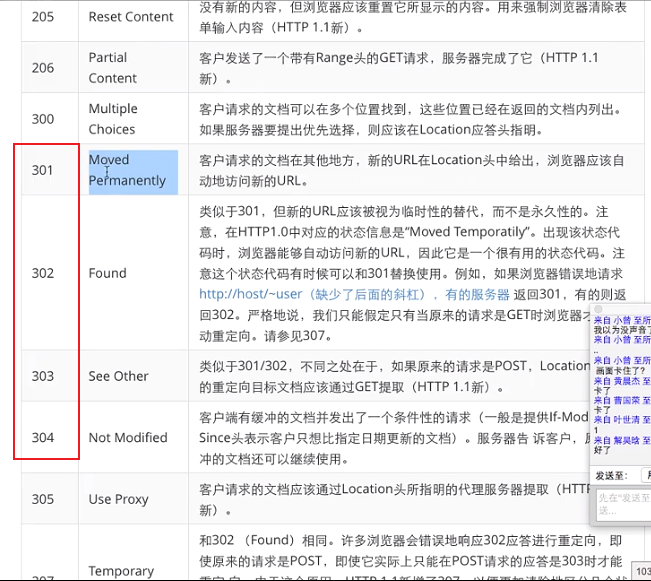 没有新的内容，但浏览器应该重置它所显示的内容。用来强制浏览器清除表
205 Reset Content
单输入内容（HTTP 1.1新）。
206 Partial Content
客户发送了一个带有Range头的GET请求，服务器完成了它（HTTP 1.1
新）。
300 Multiple Choices
客户请求的文档可以在多个位置找到，这些位置已经在返回的文档内列出。
如果服务器要提出优先选择，则应该在Location应答头指明。
301 Moved Permanently
客户请求的文档在其他地方，新的URL在Location头中给出，浏览器应该自
动地访问新的URL。
302 Found
类似于301，但新的URL应该被视为临时性的替代，而不是永久性的。注
意，在HTTP1.0中对应的状态信息是“Moved Temporatily”。出现该状态代
码时，浏览器能够自动访问新的URL，因此它是一个很有用的状态代码。注
意这个状态代码有时候可以和301替换使用。例如，如果浏览器错误地请求
http://host/~user（缺少了后面的斜杠），有的服务器 返回301，有的则返
回302。严格地说，我们只能假定只有当原来的请求是GET时浏览器才
动重定向。请参见307。
303 See Other
类似于301/302，不同之处在于，如果原来的请求是POST，Location
的重定向目标文档应该通过GET提取（HTTP 1.1新）。
304 Not Modified
客户端有缓冲的文档并发出了一个条件性的请求（一般是提供If-Mod
Since头表示客户只想比指定日期更新的文档）。服务器告 诉客户，
冲的文档还可以继续使用。
305 Use Proxy
客户请求的文档应该通过Location头所指明的代理服务器提取（HTT
新）。
Temporary
和302 （Found）相同。许多浏览器会错误地响应302应答进行重定向，即
使原来的请求是POST，即使它实际上只能在POST请求的应答是303时才能
来自 小曾 至所
我以为没声音了
来自 小曾 至所
..
来自 小曾 至所
画面卡住了?
来自 黄晨杰 至
卡了
来自 曹国荣 至
卡了
来自 叶世清 至
1
来自 解昊晗 至
好了
发送至：
先在“发送至
送...
103